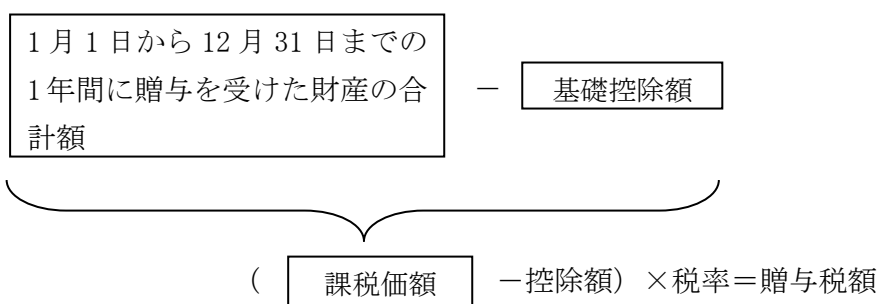 1月1日から12月31日までの
1年間に贈与を受けた財産の合 － 基礎控除額
計額
( 課税価額 －控除額) ×税率＝贈与税額